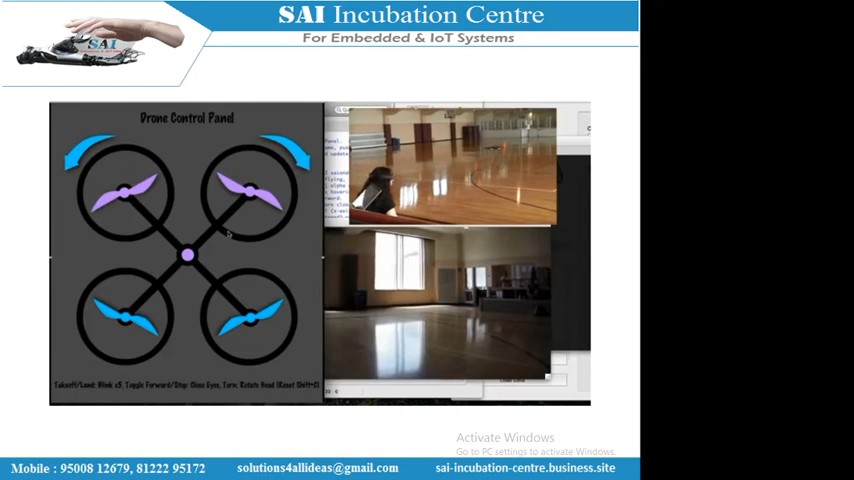 SAI Incubation Centre
For Embedded & IoT Systems
SAI
Drone Control Panel
Takeoff/Land: Blink x5, Toggle Forward/Stop: Close Eyes, Turn: Rotate Head (Reset Shift+C)
Activate Windows
Go to PC settings to activate Windows.
Mobile : 95008 12679, 81222 95172
solutions4allideas@gmail.com
sai-incubation-centre.business.site